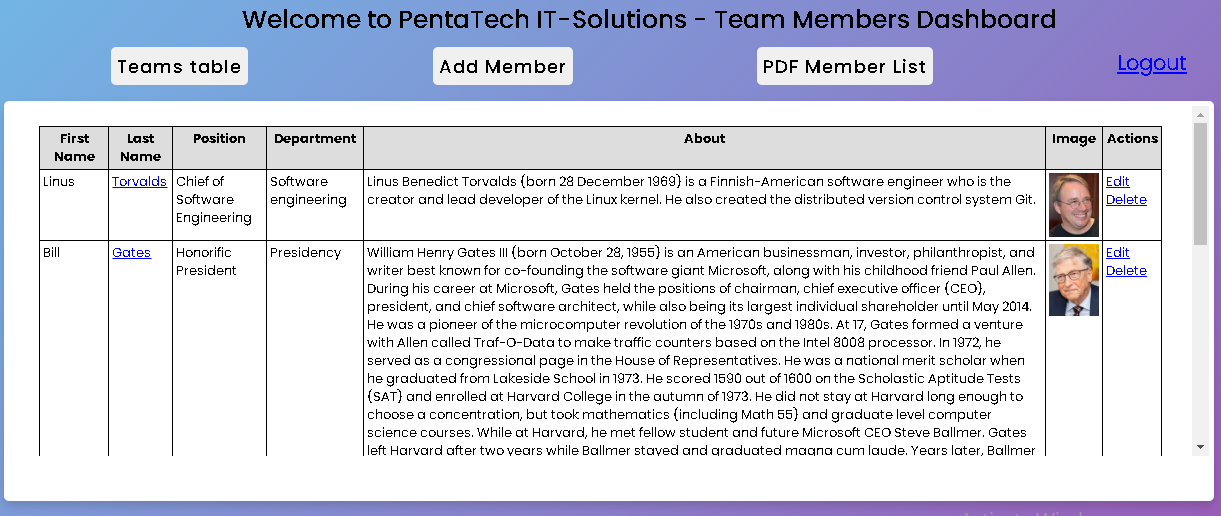 Welcome to PentaTech IT-Solutions - Team Members Dashboard
Teams table
Add Member
PDF Member List
Logout
First Name
Last Name
Position
Department
About
Image
Actions
Linus
Torvalds
Chief of
Software
Engineering
Software
engineering
Linus Benedict Torvalds (born 28 December 1969) is a Finnish-American software engineer who is the
creator and lead developer of the Linux kernel. He also created the distributed version control system Git.
Edit
Delete
Bill
Gates
Honorific
President
Presidency
William Henry Gates III (born October 28, 1955) is an American businessman, investor, philanthropist, and
writer best known for co-founding the software giant Microsoft, along with his childhood friend Paul Allen.
During his career at Microsoft, Gates held the positions of chairman, chief executive officer (CEO),
president, and chief software architect, while also being its largest individual shareholder until May 2014.
He was a pioneer of the microcomputer revolution of the 1970s and 1980s. At 17, Gates formed a venture
with Allen called Traf-O-Data to make traffic counters based on the Intel 8008 processor. In 1972, he
served as a congressional page in the House of Representatives. He was a national merit scholar when
he graduated from Lakeside School in 1973. He scored 1590 out of 1600 on the Scholastic Aptitude Tests
(SAT) and enrolled at Harvard College in the autumn of 1973. He did not stay at Harvard long enough to
choose a concentration, but took mathematics (including Math 55) and graduate level computer
science courses. While at Harvard, he met fellow student and future Microsoft CEO Steve Ballmer. Gates
left Harvard after two years while Ballmer stayed and graduated magna cum laude. Years later, Ballmer
Edit
Delete